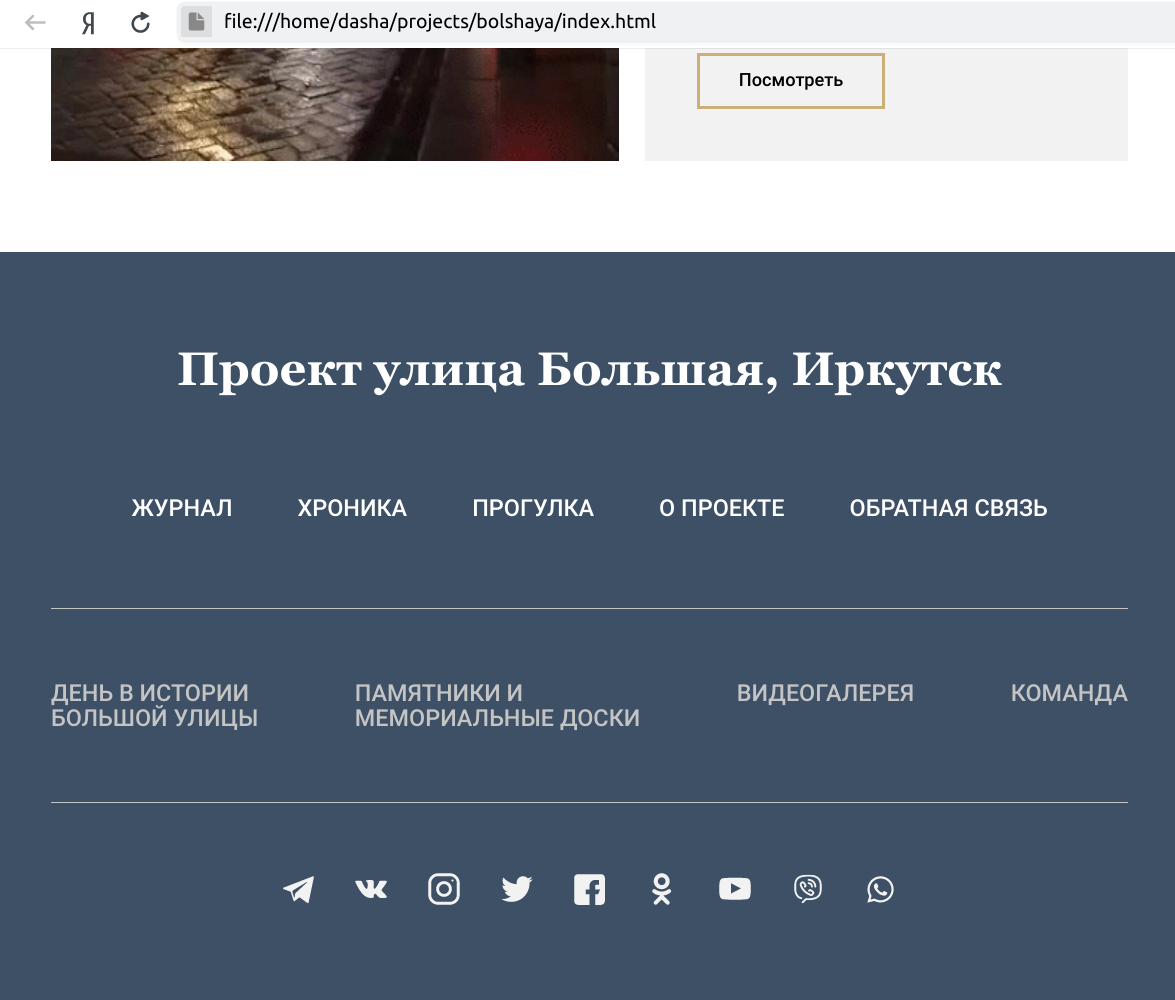 Я
file:///home/dasha/projects/bolshaya/index.html
Посмотреть
Проект улица Большая, Иркутск
ЖУРНАЛ ХРОНИКА ПРОГУЛКА О ПРОЕКТЕ ОБРАТНАЯ СВЯЗЬ
ДЕНЬ В ИСТОРИИ
БОЛЬШОЙ УЛИЦЫ
ПАМЯТНИКИ И
МЕМОРИАЛЬНЫЕ ДОСКИ
ВИДЕОГАЛЕРЕЯ
КОМАНДА